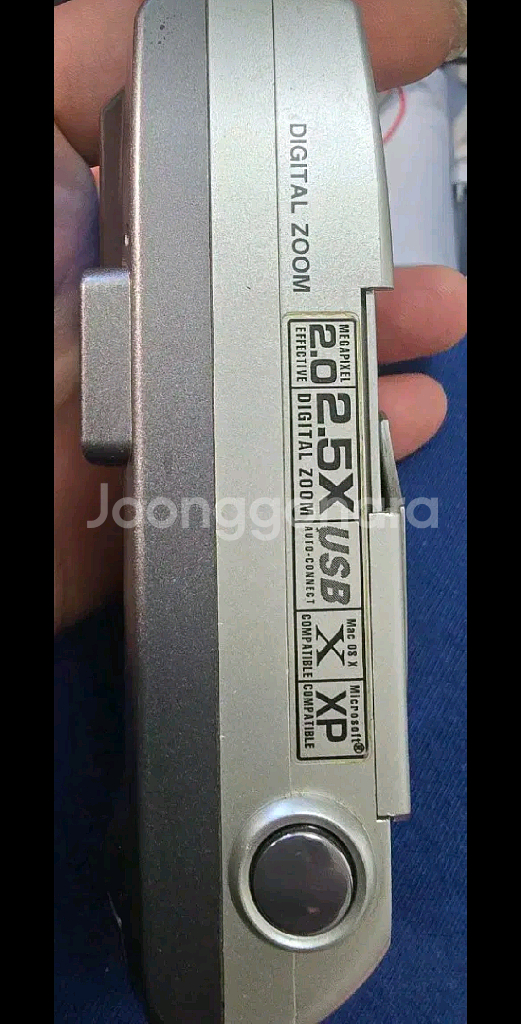 DIGITAL ZOOM
MEGAPIXEL
2.0
EFFECTIVE
2.5X
DIGITAL ZOOM
USB
AUTO-CONNECT
Mac OS X
X
COMPATIBLE
Microsoft®
XP
COMPATIBLE
Joonggonara